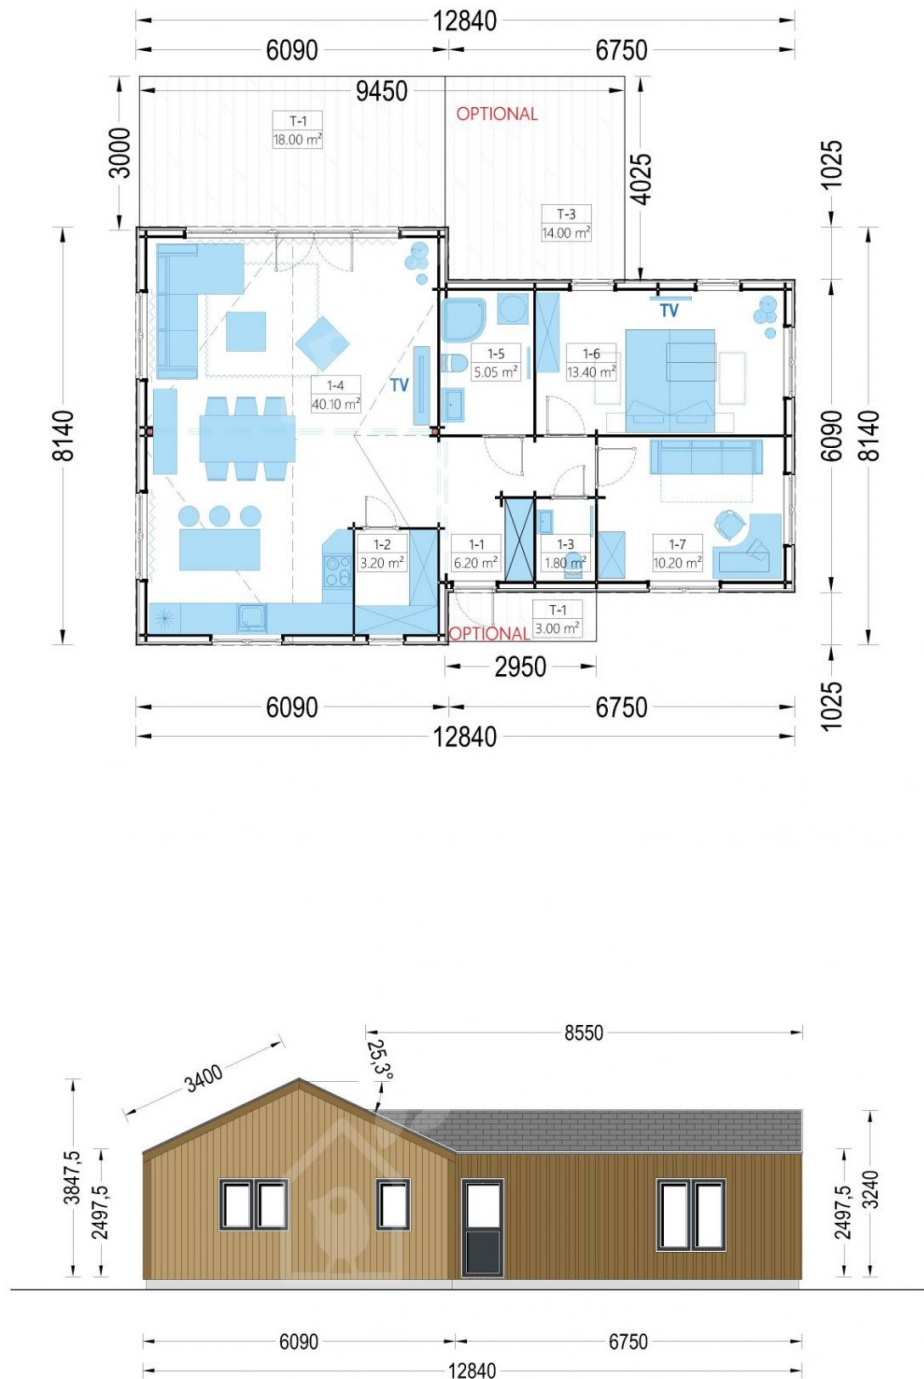 12840
6090
6750
9450
OPTIONAL
T-1
18.00 m²
3000
4025
1025
T-3
14.00 m²
TV
1-5
5.05 m²
1-6
13.40 m²
1-4
40.10 m²
TV
8140
6090
8140
1-2
3.20 m²
1-1
6.20 m²
1-3
1.80 m²
1-7
10.20 m²
T-1
3.00 m²
OPTIONAL
2950
1025
6090
6750
12840
8550
3400
25,3°
3847,5
2497,5
2497,5
3240
6090
6750
12840